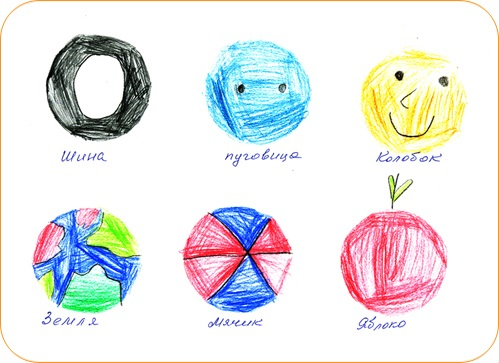 Шина
пуговица
Колобок
Земля
Мячик
Яблоко